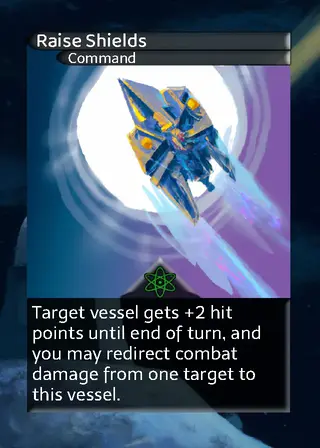 Raise Shields
Command
Target vessel gets +2 hit
points until end of turn, and
you may redirect combat
damage from one target to
this vessel.